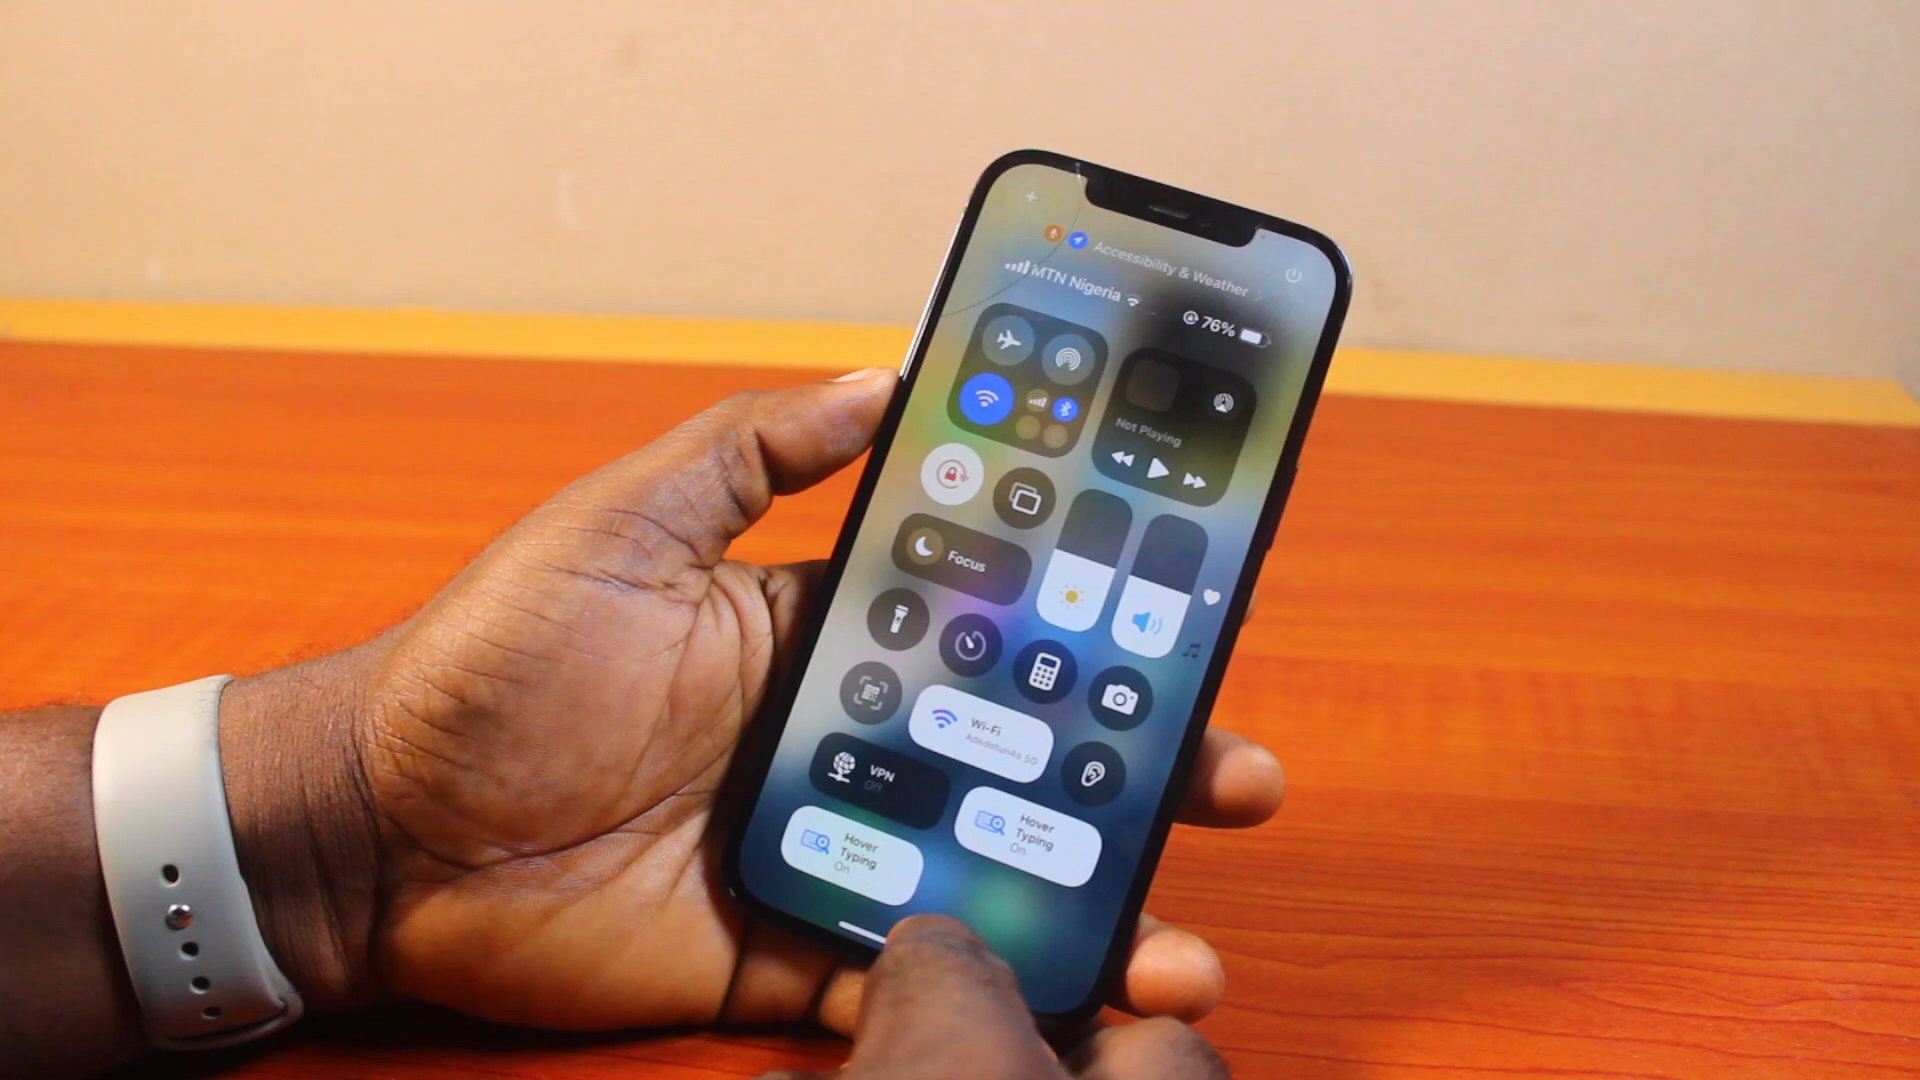 Accessibility & Weather
MTN Nigeria
76%
Not Playing
Focus
Wi-Fi
VPN
Off
Hover
Typing
On
Hover
Typing
On